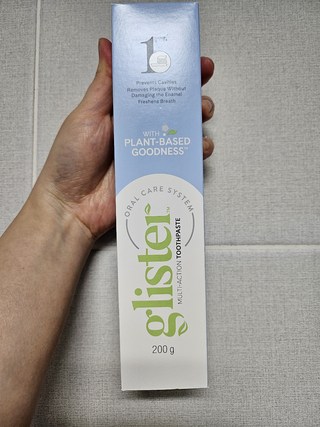 1
Prevents Cavities
Removes Plaque Without
Damaging the Enamel
Freshens Breath
WITH
PLANT-BASED
GOODNESS™
ORAL CARE SYSTEM
glister™
MULTI-ACTION TOOTHPASTE
200 g